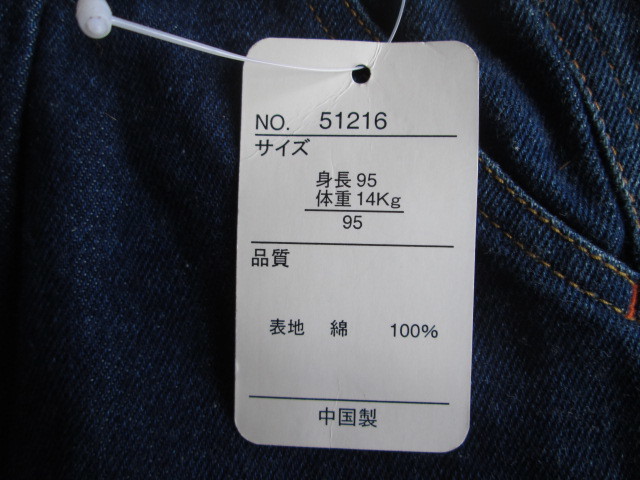 NO. 51216
サイズ
身長 95
体重 14Kg
95
品質
表地 綿 100%
中国製